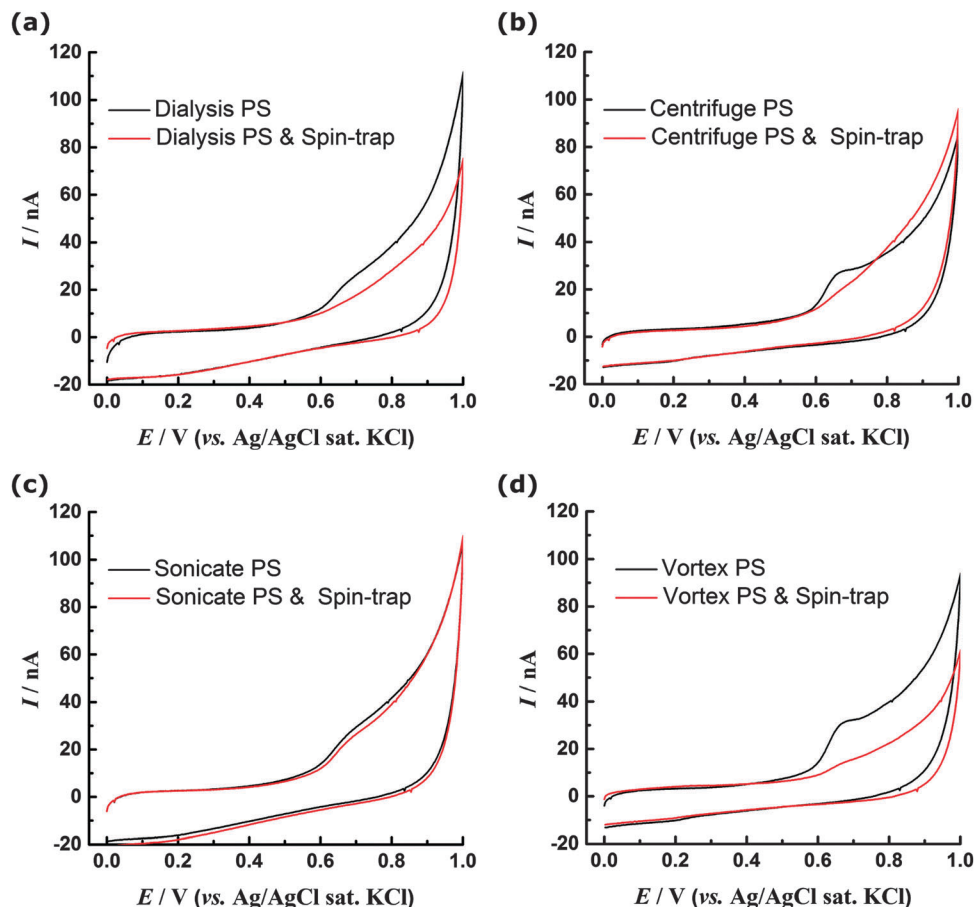 (a)
120
100
80
60
40
20
0
-20
I / nA
Dialysis PS
Dialysis PS & Spin-trap
0.0 0.2 0.4 0.6 0.8 1.0
E / V (vs. Ag/AgCl sat. KCl)
(b)
120
100
80
60
40
20
0
-20
I / nA
Centrifuge PS
Centrifuge PS & Spin-trap
0.0 0.2 0.4 0.6 0.8 1.0
E / V (vs. Ag/AgCl sat. KCl)
(c)
120
100
80
60
40
20
0
-20
I / nA
Sonicate PS
Sonicate PS & Spin-trap
0.0 0.2 0.4 0.6 0.8 1.0
E / V (vs. Ag/AgCl sat. KCl)
(d)
120
100
80
60
40
20
0
-20
I / nA
Vortex PS
Vortex PS & Spin-trap
0.0 0.2 0.4 0.6 0.8 1.0
E / V (vs. Ag/AgCl sat. KCl)